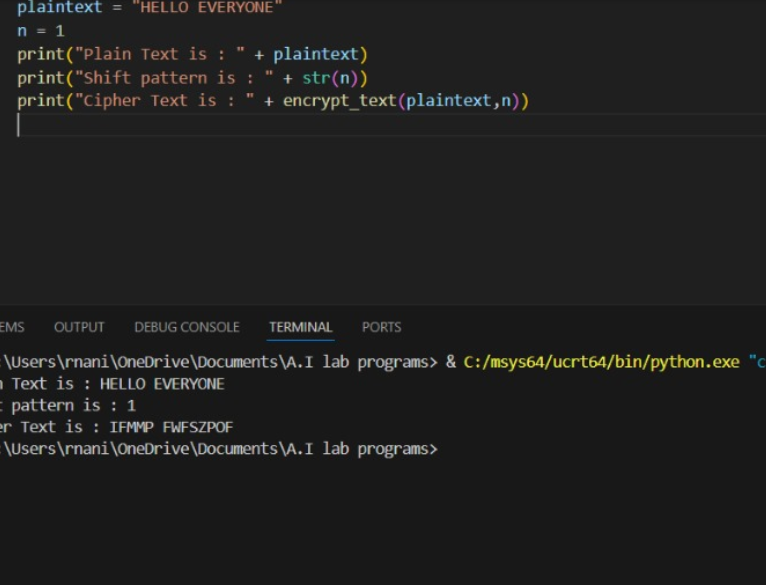 plaintext = "HELLO EVERYONE"
n = 1
print("Plain Text is : " + plaintext)
print("Shift pattern is : " + str(n))
print("Cipher Text is : " + encrypt_text(plaintext,n))
EMS OUTPUT DEBUG CONSOLE TERMINAL PORTS
:\Users\rnani\OneDrive\Documents\A.I lab programs> & C:/msys64/ucrt64/bin/python.exe "c
n Text is : HELLO EVERYONE
t pattern is : 1
er Text is : IFMMP FWFSZPOF
:\Users\rnani\OneDrive\Documents\A.I lab programs>